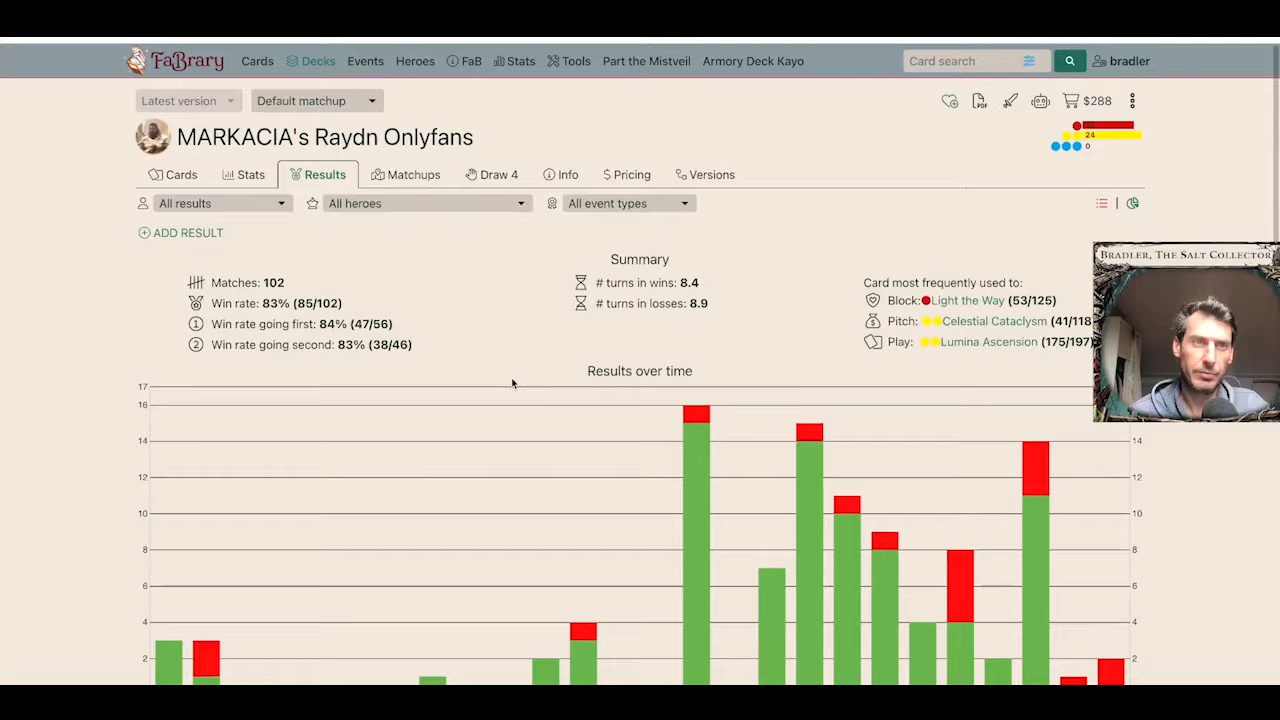 FaBrary Cards Decks Events Heroes FaB Stats Tools Part the Mistveil Armory Deck Kayo Card search bradler
Latest version Default matchup $288
MARKACIA's Raydn Onlyfans
24
0
Cards Stats Results Matchups Draw 4 Info $ Pricing Versions
All results All heroes All event types
ADD RESULT
BRADLER, THE SALT COLLECTOR
Summary
Matches: 102 # turns in wins: 8.4 Card most frequently used to:
Win rate: 83% (85/102) # turns in losses: 8.9 Block: Light the Way (53/125)
1 Win rate going first: 84% (47/56) Pitch: Celestial Cataclysm (41/118
2 Win rate going second: 83% (38/46) Play: Lumina Ascension (175/197)
Results over time
17
16
14 14
12 12
10 10
8 8
6 6
4 4
2 2